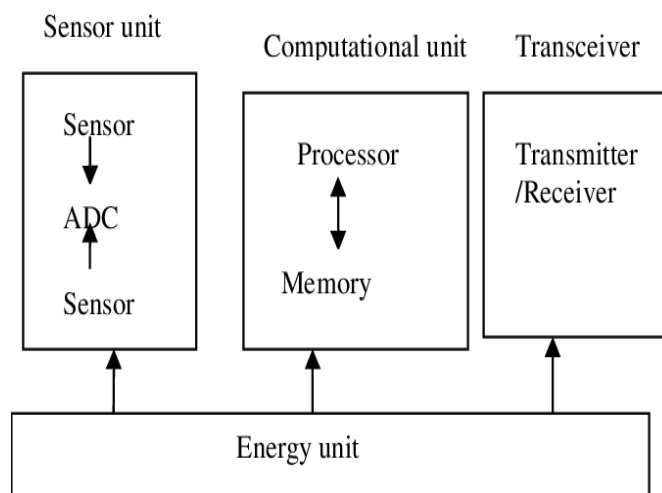 Sensor unit
Computational unit
Transceiver
Sensor
ADC
Sensor
Processor
Memory
Transmitter
/Receiver
Energy unit